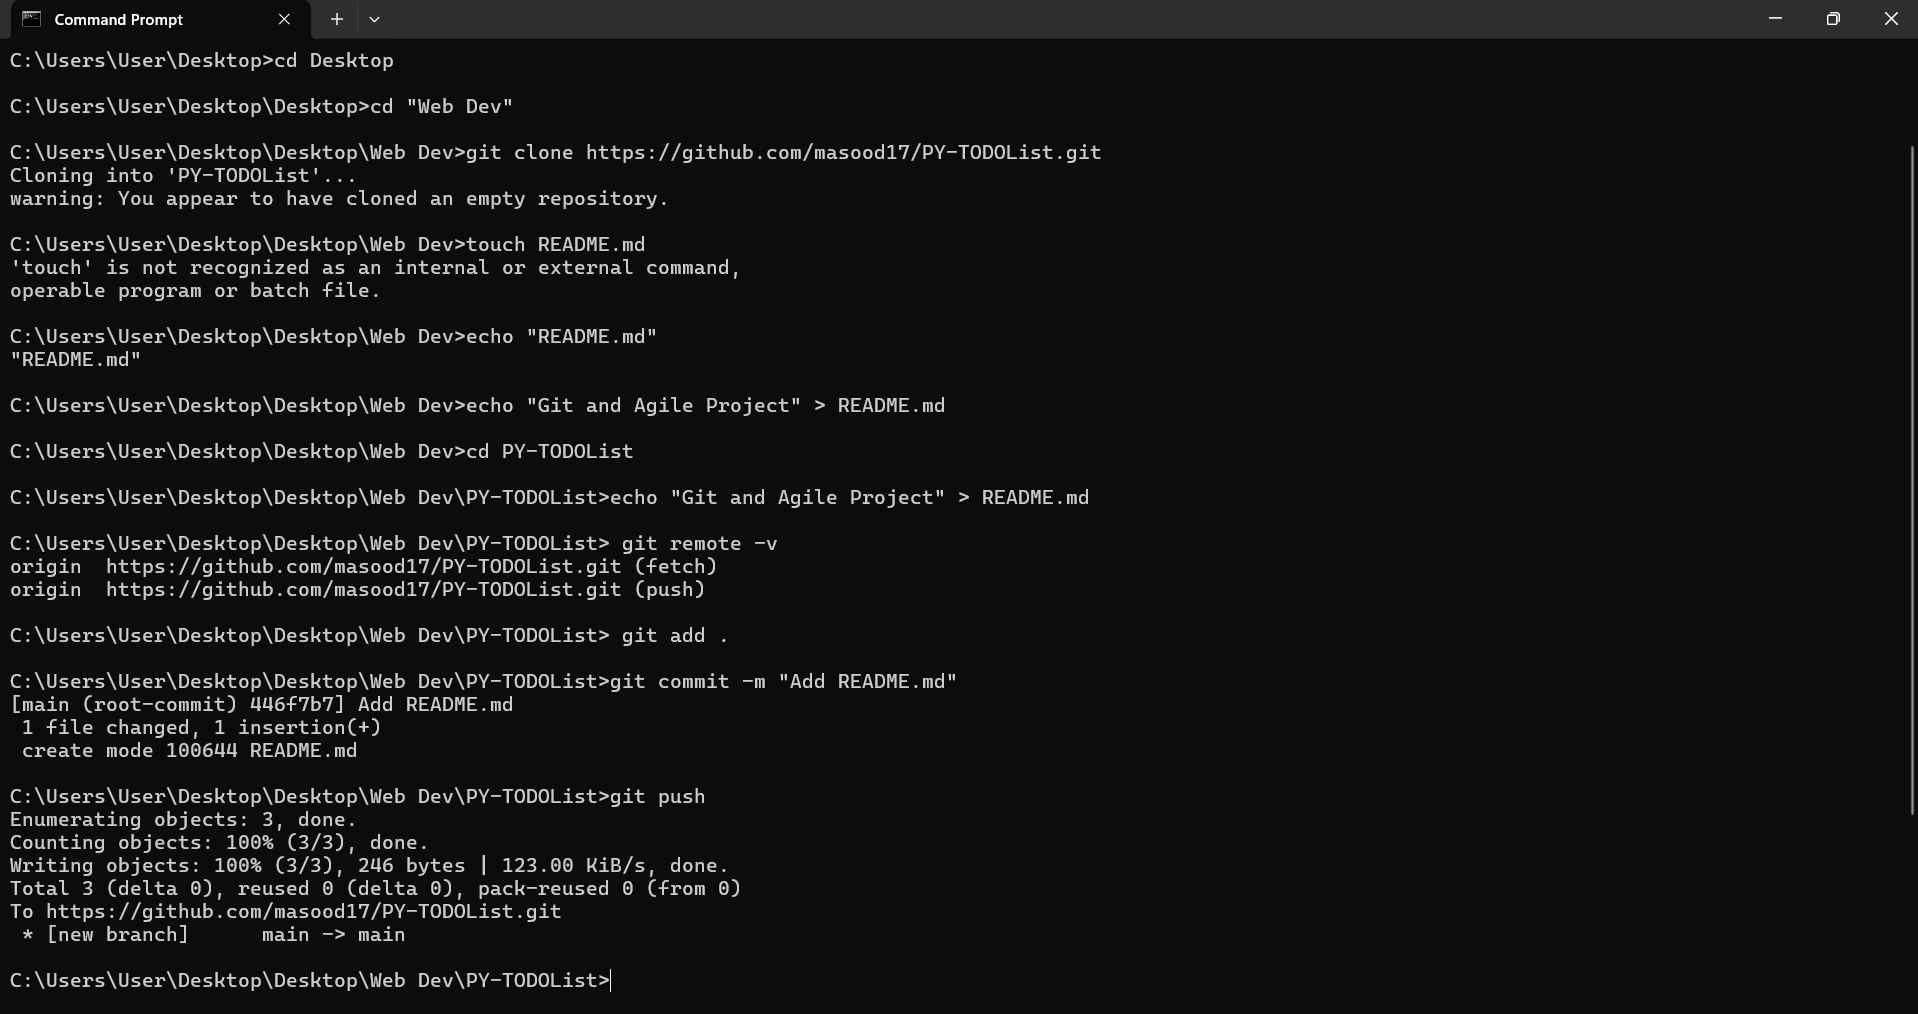 Command Prompt
C:\Users\User\Desktop>cd Desktop
C:\Users\User\Desktop\Desktop>cd "Web Dev"
C:\Users\User\Desktop\Desktop\Web Dev>git clone https://github.com/masood17/PY-TODOList.git
Cloning into 'PY-TODOList'...
warning: You appear to have cloned an empty repository.
C:\Users\User\Desktop\Desktop\Web Dev>touch README.md
'touch' is not recognized as an internal or external command,
operable program or batch file.
C:\Users\User\Desktop\Desktop\Web Dev>echo "README.md"
"README.md"
C:\Users\User\Desktop\Desktop\Web Dev>echo "Git and Agile Project" > README.md
C:\Users\User\Desktop\Desktop\Web Dev>cd PY-TODOList
C:\Users\User\Desktop\Desktop\Web Dev\PY-TODOList>echo "Git and Agile Project" > README.md
C:\Users\User\Desktop\Desktop\Web Dev\PY-TODOList> git remote -v
origin  https://github.com/masood17/PY-TODOList.git (fetch)
origin  https://github.com/masood17/PY-TODOList.git (push)
C:\Users\User\Desktop\Desktop\Web Dev\PY-TODOList> git add .
C:\Users\User\Desktop\Desktop\Web Dev\PY-TODOList>git commit -m "Add README.md"
[main (root-commit) 446f7b7] Add README.md
 1 file changed, 1 insertion(+)
 create mode 100644 README.md
C:\Users\User\Desktop\Desktop\Web Dev\PY-TODOList>git push
Enumerating objects: 3, done.
Counting objects: 100% (3/3), done.
Writing objects: 100% (3/3), 246 bytes | 123.00 KiB/s, done.
Total 3 (delta 0), reused 0 (delta 0), pack-reused 0 (from 0)
To https://github.com/masood17/PY-TODOList.git
 * [new branch]      main -> main
C:\Users\User\Desktop\Desktop\Web Dev\PY-TODOList>